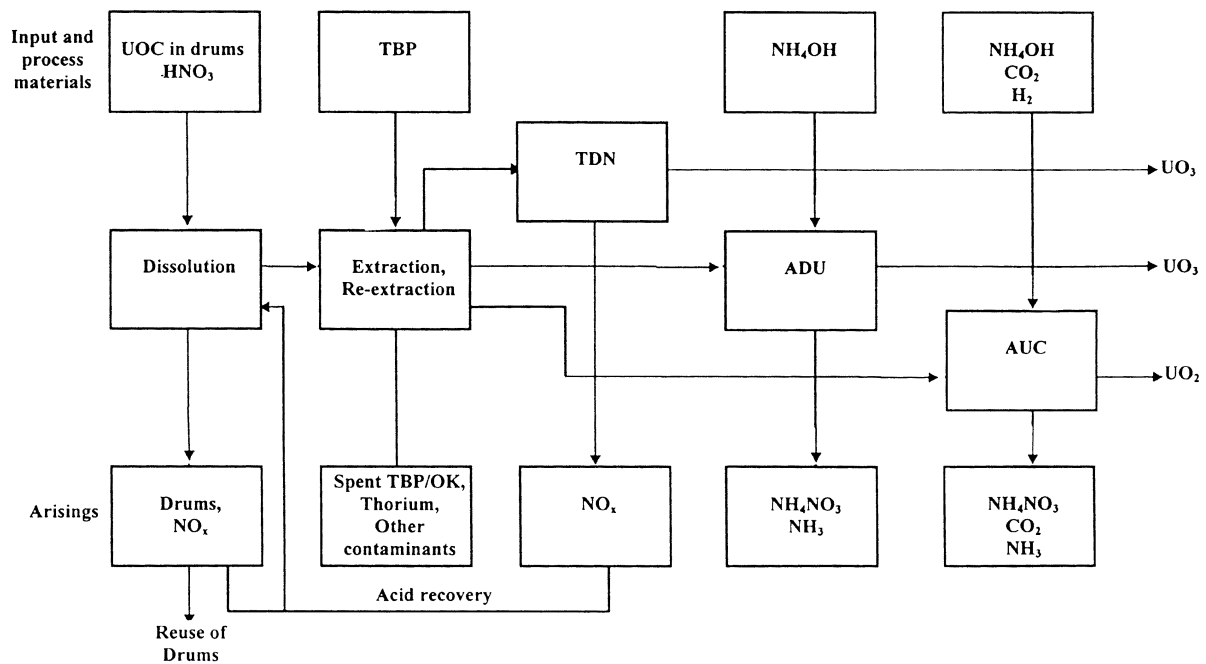 Input and
process
materials
UOC in drums
HNO₃
TBP
NH₄OH
NH₄OH
CO₂
H₂
TDN
UO₃
Dissolution
Extraction,
Re-extraction
ADU
UO₃
AUC
UO₂
Arisings
Drums,
NOₓ
Spent TBP/OK,
Thorium,
Other
contaminants
NOₓ
NH₄NO₃
NH₃
NH₄NO₃
CO₂
NH₃
Acid recovery
Reuse of
Drums